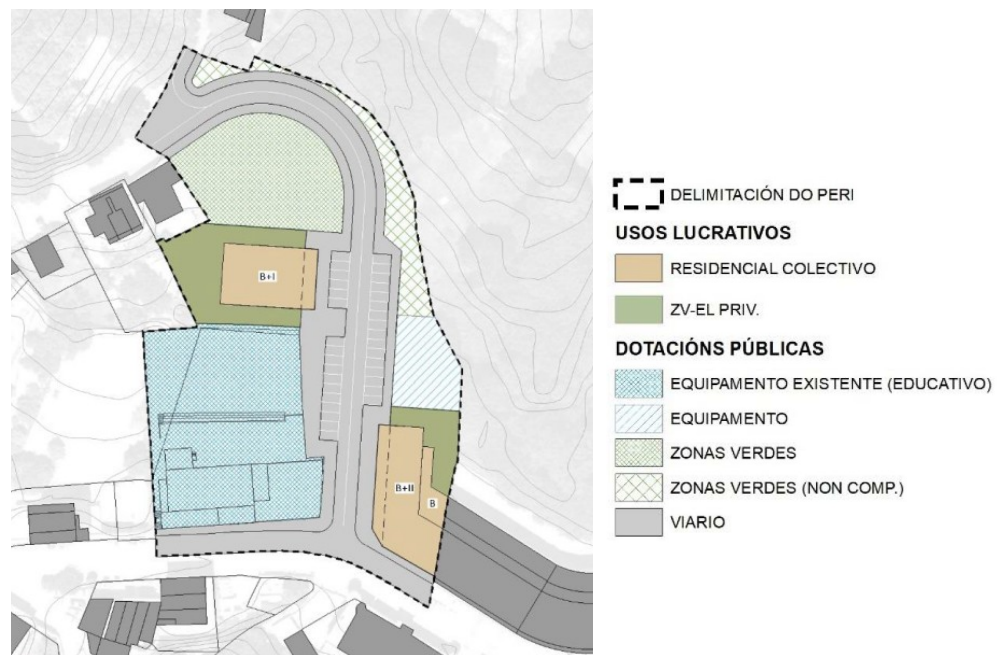 B+I
B+II
B
DELIMITACIÓN DO PERI
USOS LUCRATIVOS
RESIDENCIAL COLECTIVO
ZV-EL PRIV.
DOTACIÓNS PÚBLICAS
EQUIPAMENTO EXISTENTE (EDUCATIVO)
EQUIPAMENTO
ZONAS VERDES
ZONAS VERDES (NON COMP.)
VIARIO